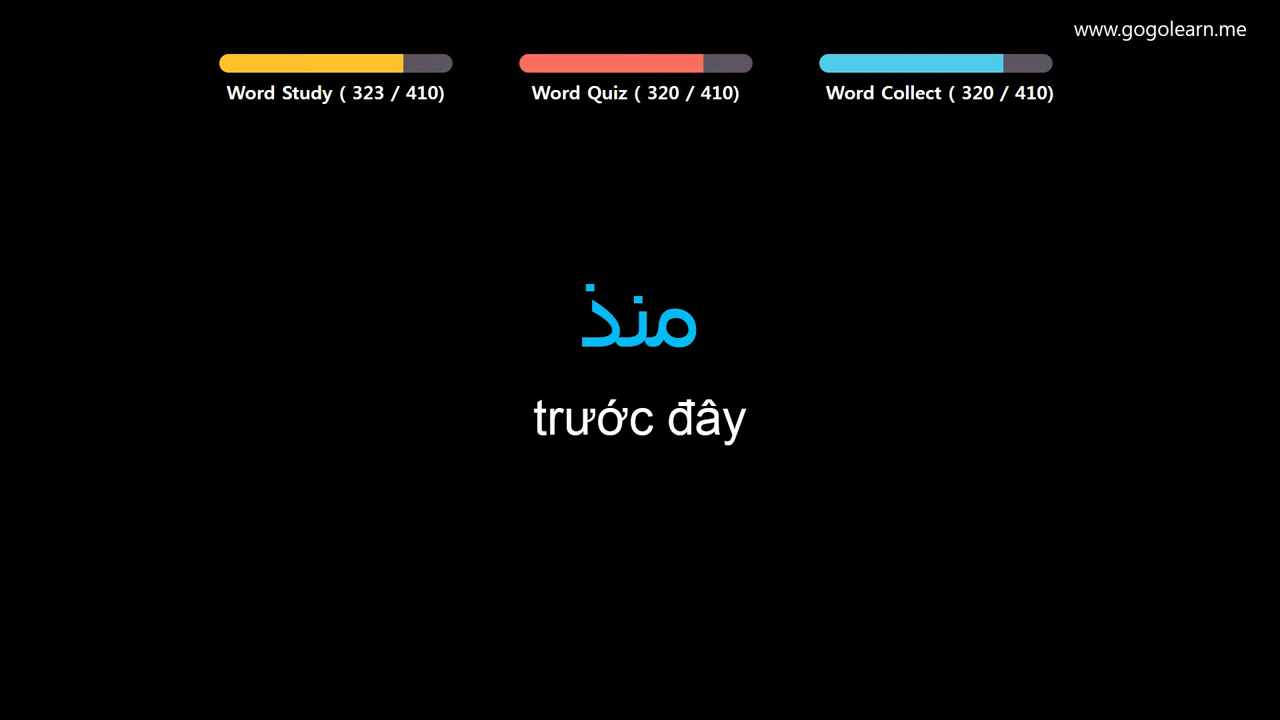 www.gogolearn.me
Word Study ( 323 / 410)
Word Quiz ( 320 / 410)
Word Collect ( 320 / 410)
منذ
trước đây